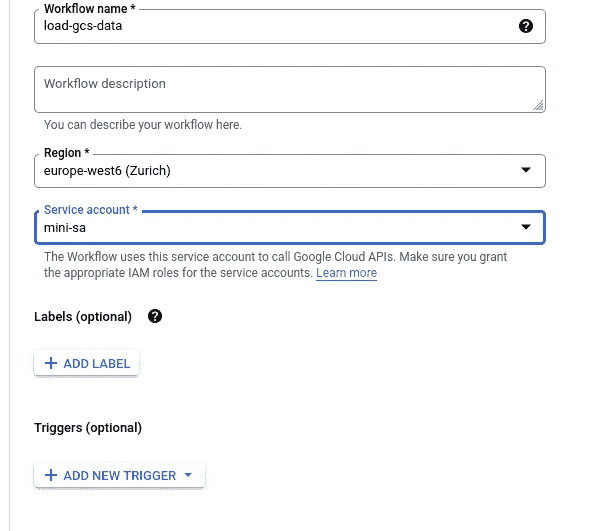 Workflow name *
load-gcs-data
Workflow description
You can describe your workflow here.
Region *
europe-west6 (Zurich)
Service account *
mini-sa
The Workflow uses this service account to call Google Cloud APIs. Make sure you grant
the appropriate IAM roles for the service accounts. Learn more
Labels (optional)
ADD LABEL
Triggers (optional)
ADD NEW TRIGGER